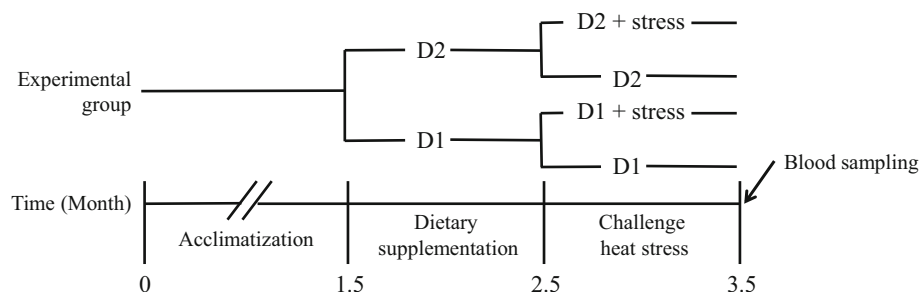 D2 + stress
D2
D2
Experimental
group
D1 + stress
D1
D1
Blood sampling
Time (Month)
Acclimatization
Dietary
supplementation
Challenge
heat stress
0
1.5
2.5
3.5